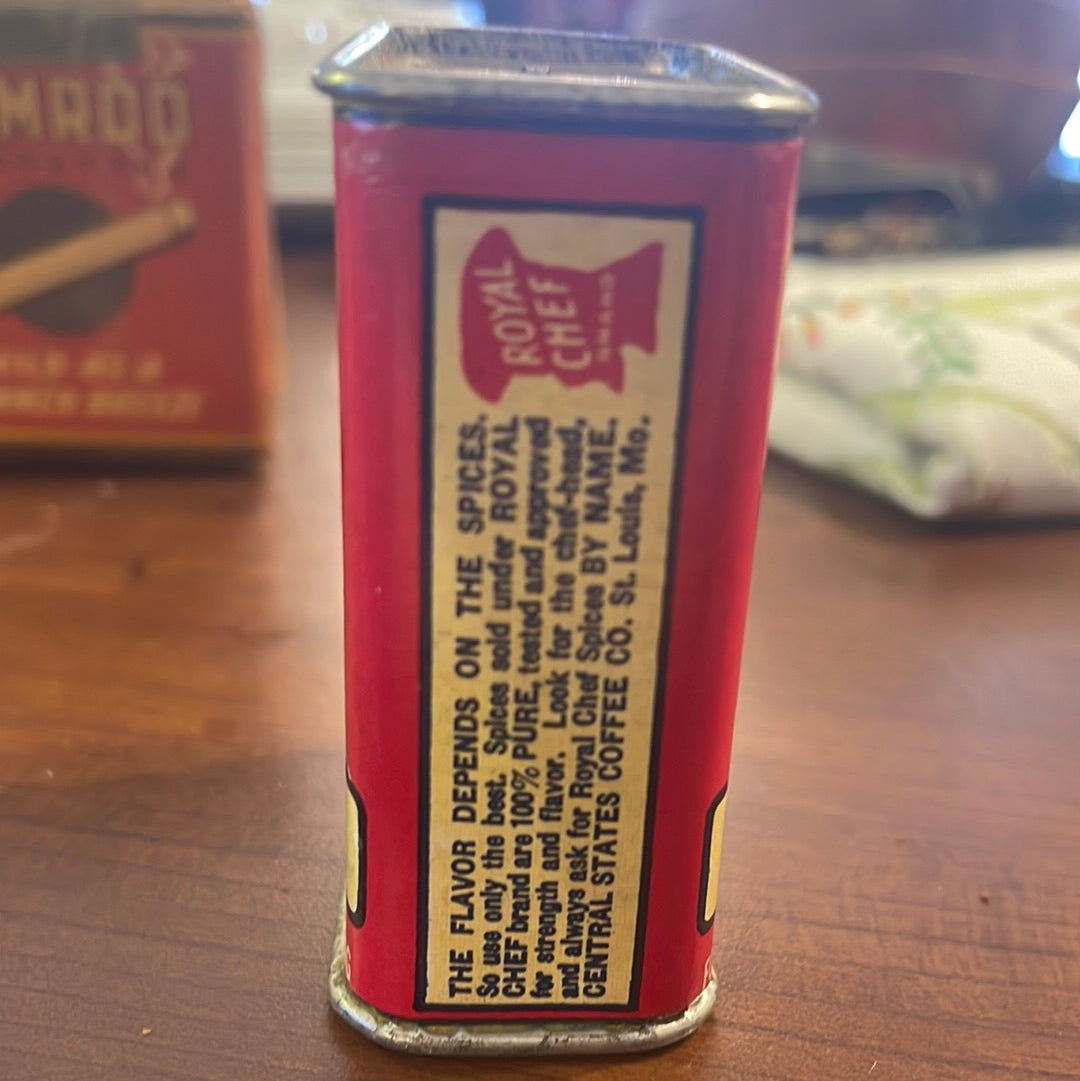 MROD
ROYAL
CHEF
BRAND
THE FLAVOR DEPENDS ON THE SPICES.
So use only the best. Spices sold under ROYAL
CHEF brand are 100% PURE, tested and approved
for strength and flavor. Look for the chef-head,
and always ask for Royal Chef Spices BY NAME.
CENTRAL STATES COFFEE CO. St. Louis, Mo.